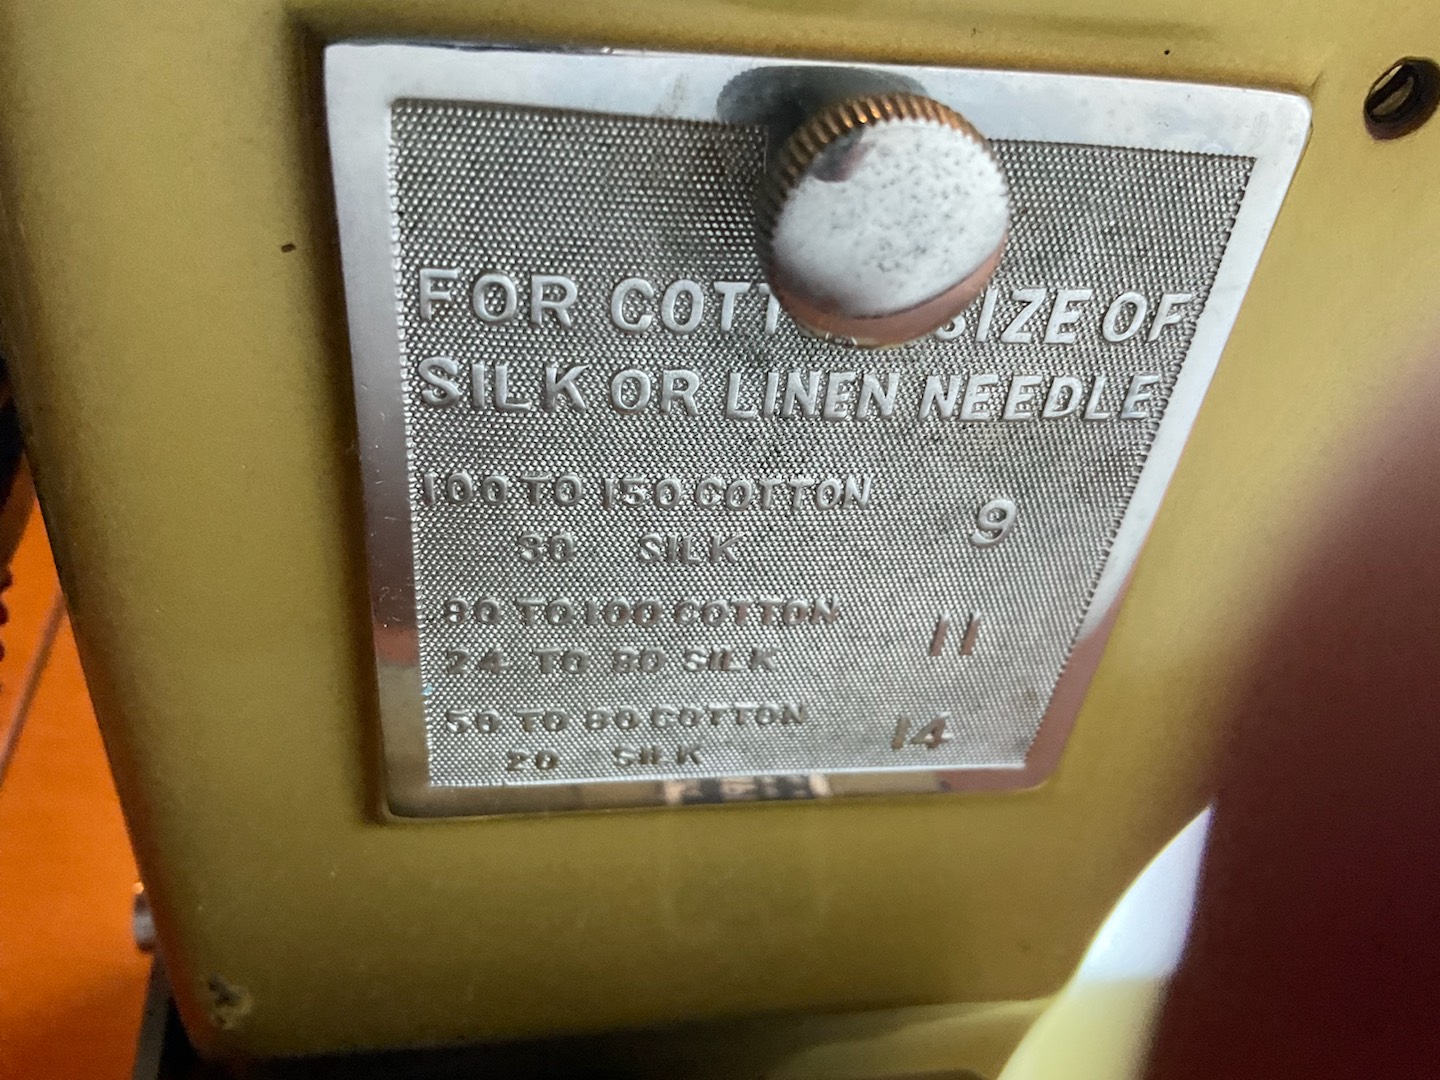 FOR COTTON SIZE OF
SILK OR LINEN NEEDLE
100 TO 150 COTTON 9
30 SILK
80 TO 100 COTTON 11
24 TO 30 SILK
50 TO 80 COTTON 14
20 SILK